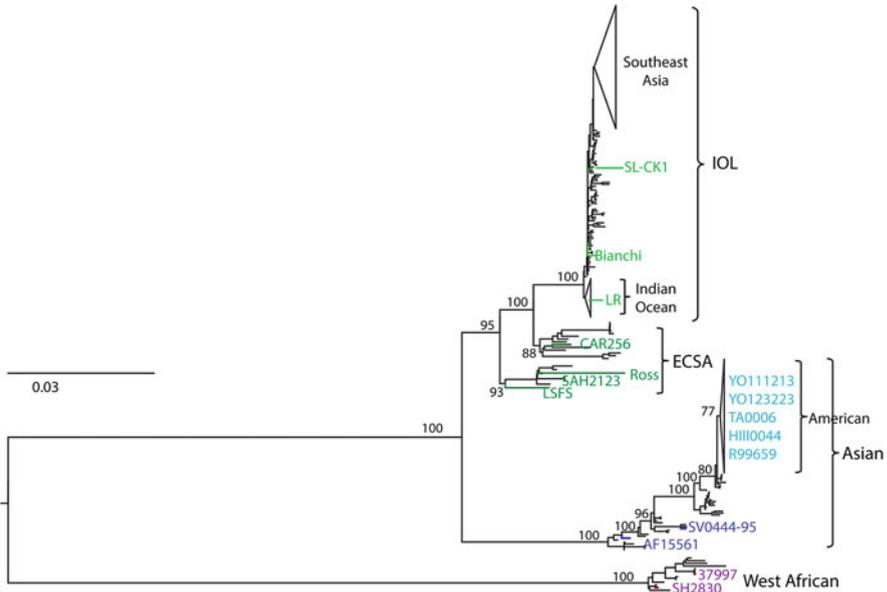 Southeast
Asia
SL-CK1
IOL
Bianchi
100
Indian
LR
Ocean
100
95
CAR256
88
ECSA
Ross
SAH2123
93
LSFS
0.03
YO111213
YO123223
77
TA0006
American
HIII0044
R99659
Asian
100
80
100
100
96
SV0444-95
100
100
AF15561
100
37997
West African
SH2830